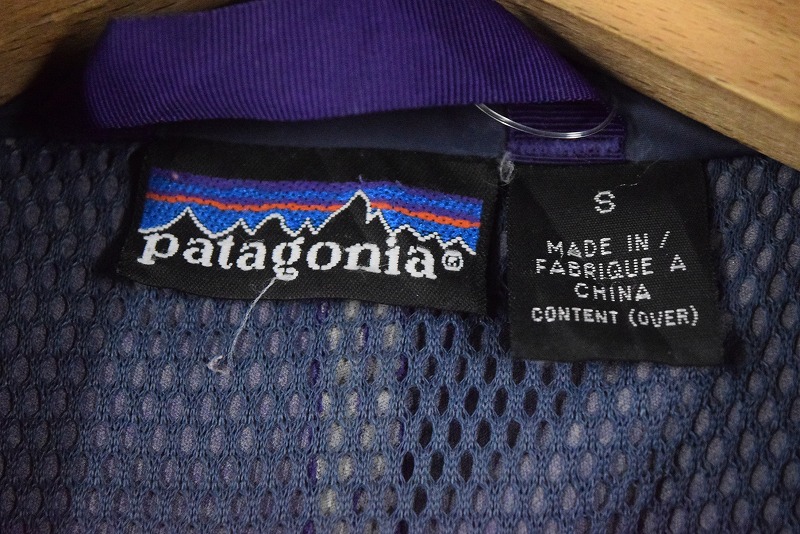 patagonia®
S
MADE IN /
FABRIQUE A
CHINA
CONTENT (OVER)